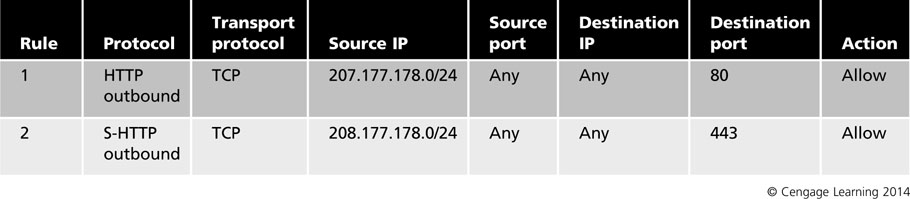 Rule Protocol Transport protocol Source IP Source port Destination IP Destination port Action
1 HTTP outbound TCP 207.177.178.0/24 Any Any 80 Allow
2 S-HTTP outbound TCP 208.177.178.0/24 Any Any 443 Allow
© Cengage Learning 2014